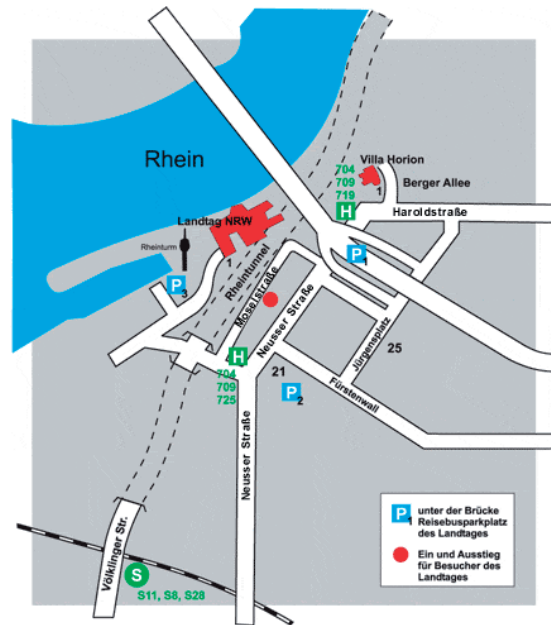 Rhein
Villa Horion
704
709
719
1
Berger Allee
H
Haroldstraße
Landtag NRW
Rheinturm
1
P
1
P
3
Rheintunnel
Moselstraße
Neusser Straße
Jürgensplatz
25
H
704
709
725
21
P
2
Fürstenwall
Neusser Straße
Völklinger Str.
S
S11, S8, S28
P
1
unter der Brücke
Reisebusparkplatz
des Landtages
Ein und Ausstieg
für Besucher des
Landtages